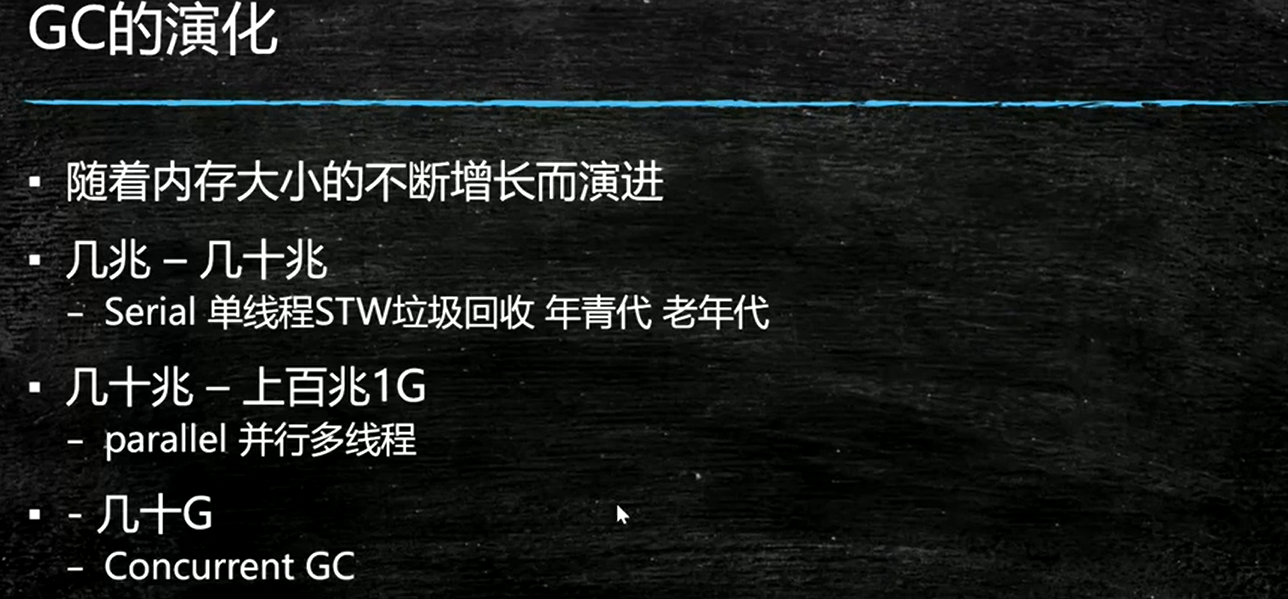 GC的演化
▪ 随着内存大小的不断增长而演进
▪ 几兆 – 几十兆
– Serial 单线程STW垃圾回收 年青代 老年代
▪ 几十兆 – 上百兆1G
– parallel 并行多线程
▪ - 几十G
– Concurrent GC